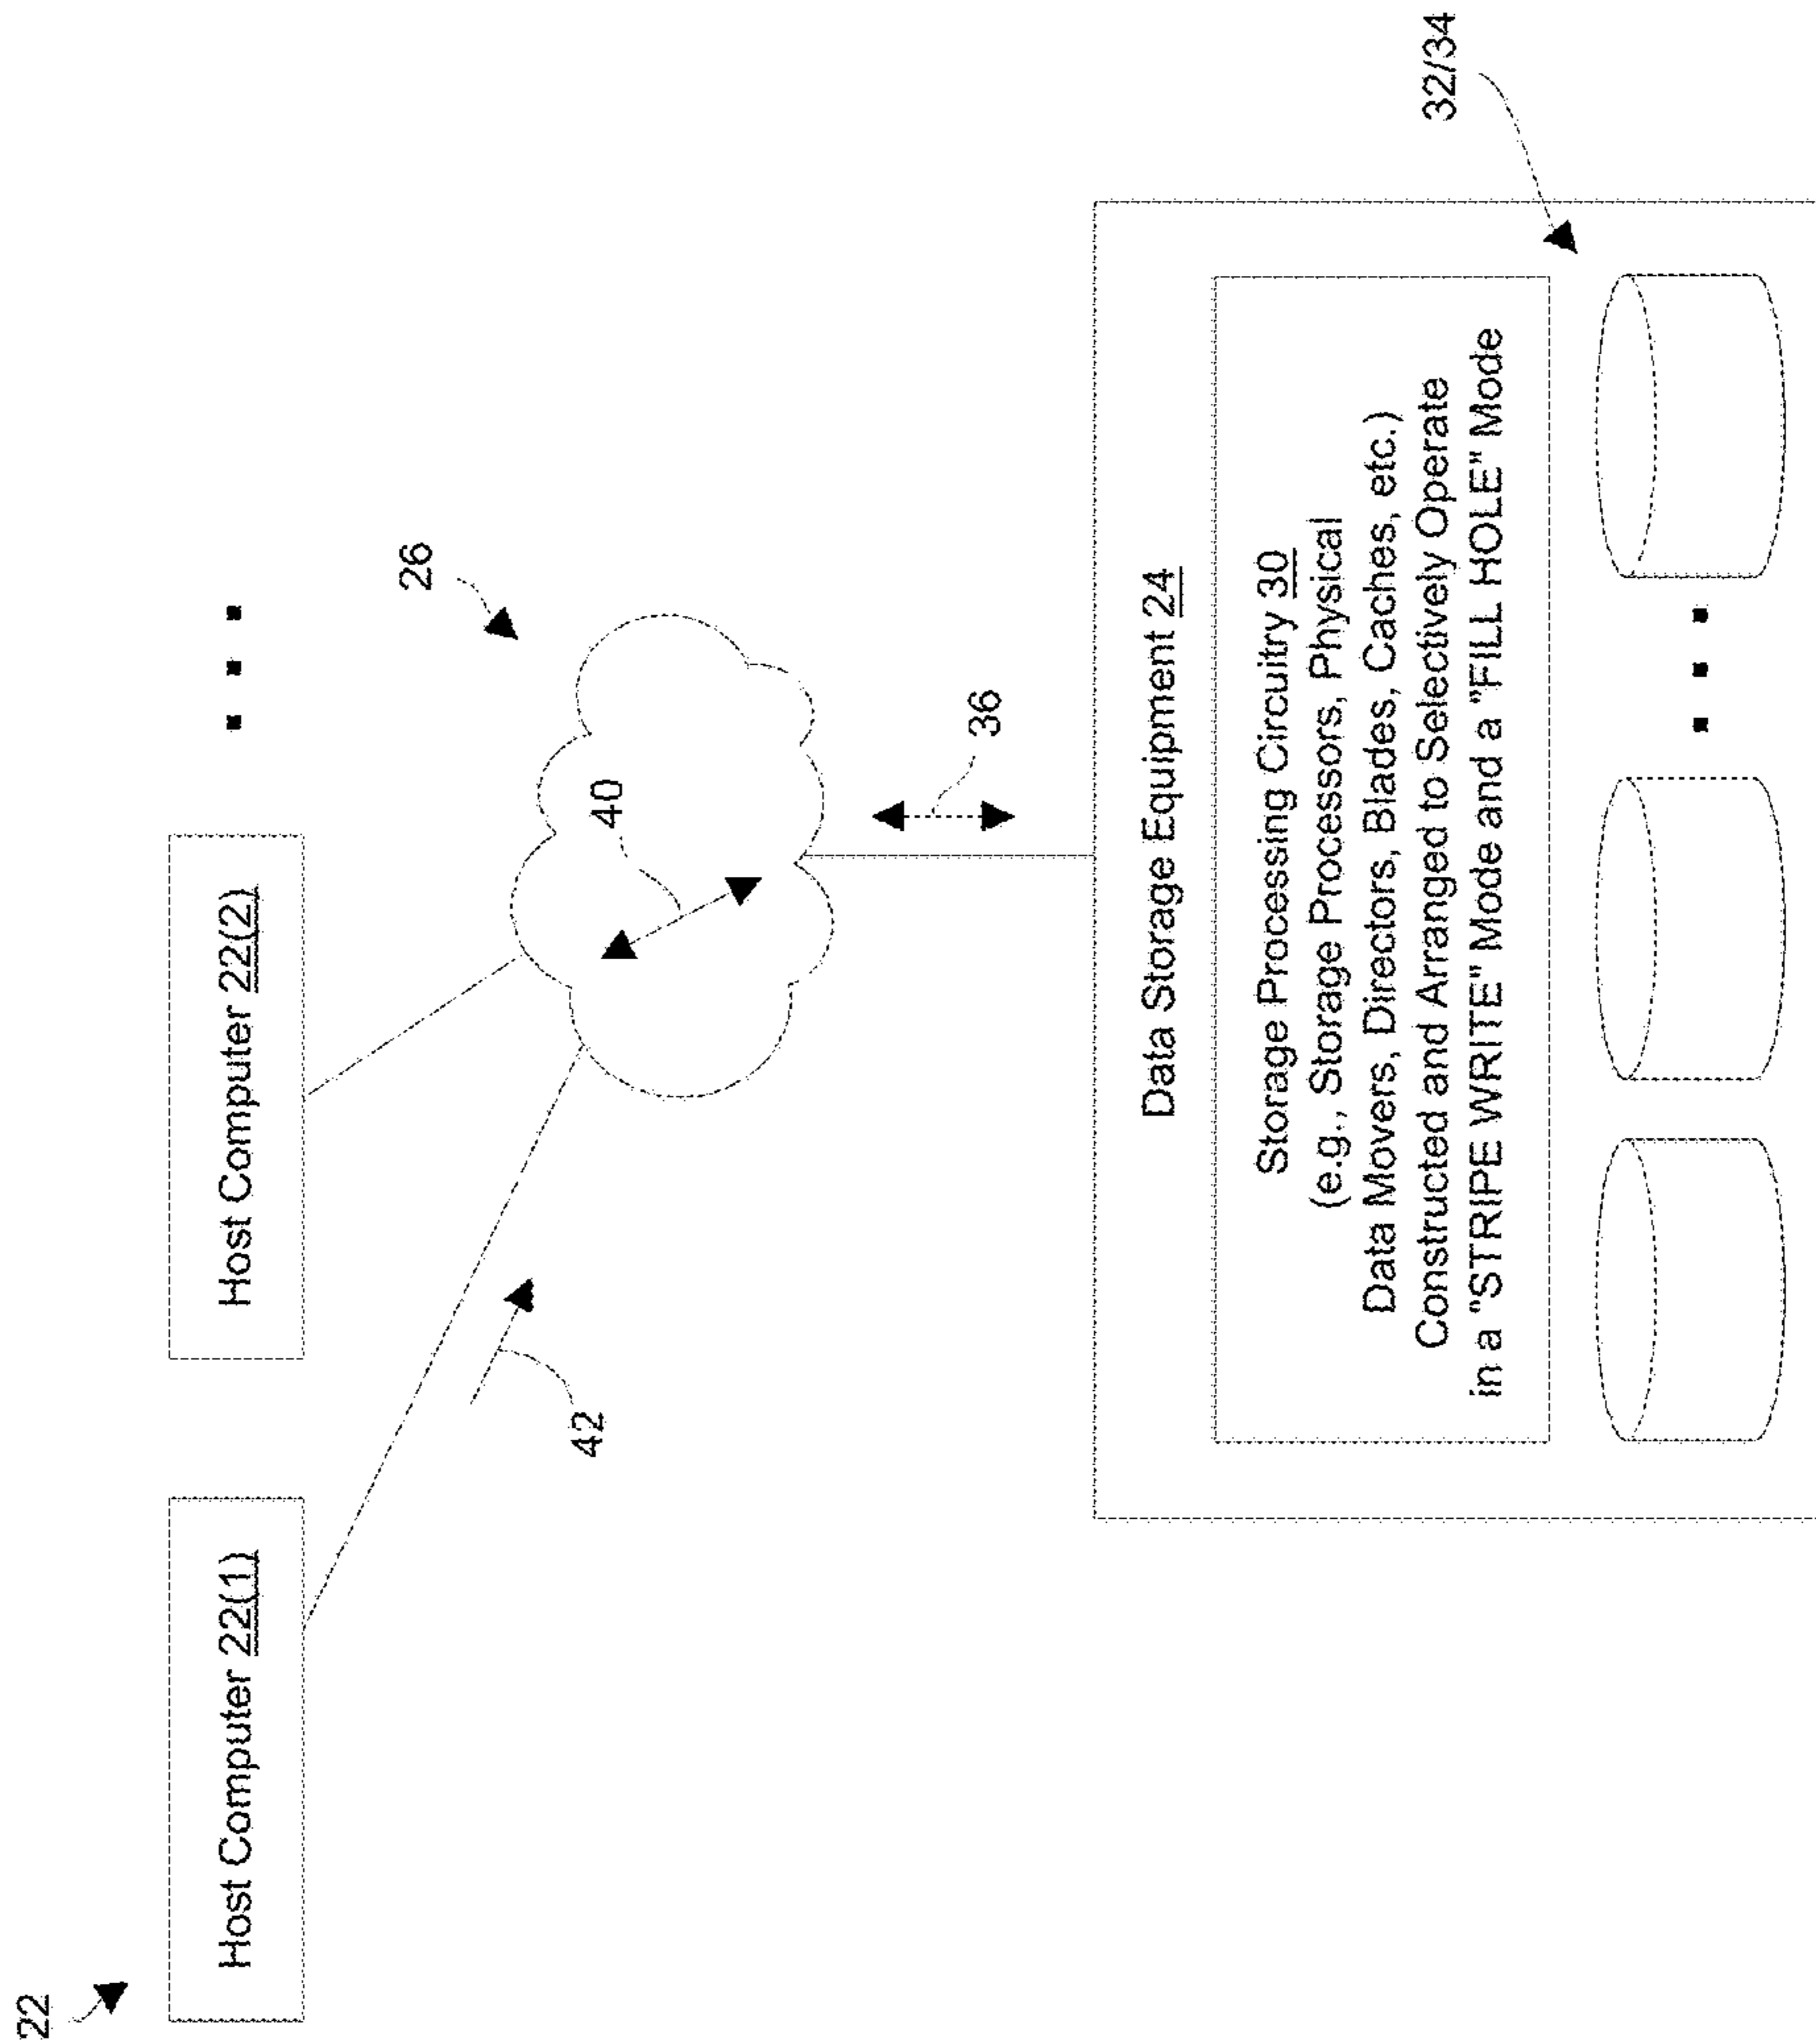 22
Host Computer 22(1)
Host Computer 22(2)
26
40
42
36
Data Storage Equipment 24
Storage Processing Circuitry 30
(e.g., Storage Processors, Physical
Data Movers, Directors, Blades, Caches, etc.)
Constructed and Arranged to Selectively Operate
in a "STRIPE WRITE" Mode and a "FILL HOLE" Mode
32/34